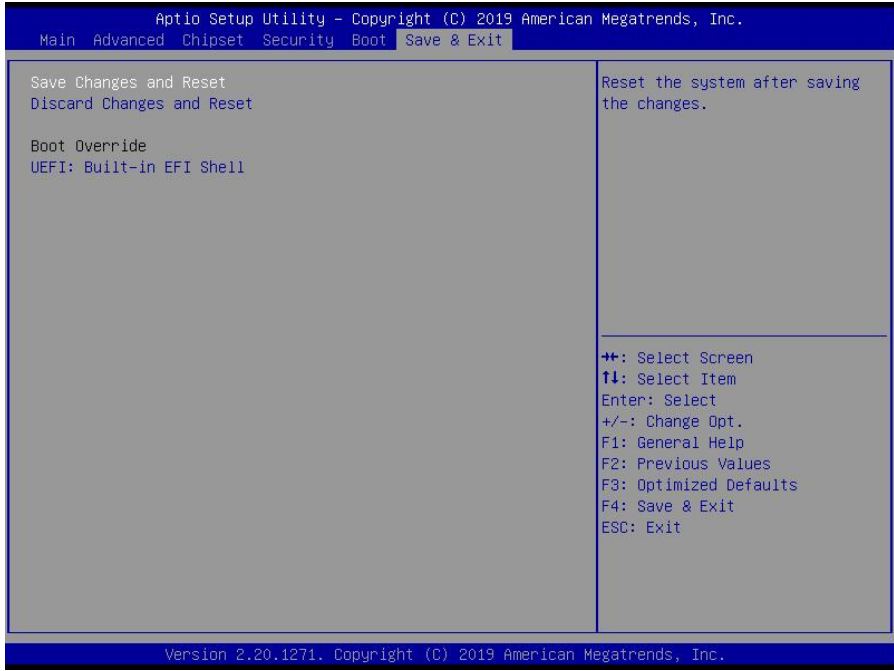 Aptio Setup Utility – Copyright (C) 2019 American Megatrends, Inc.
Main Advanced Chipset Security Boot Save & Exit
Save Changes and Reset
Discard Changes and Reset
Boot Override
UEFI: Built-in EFI Shell
Reset the system after saving
the changes.
→←: Select Screen
↑↓: Select Item
Enter: Select
+/-: Change Opt.
F1: General Help
F2: Previous Values
F3: Optimized Defaults
F4: Save & Exit
ESC: Exit
Version 2.20.1271. Copyright (C) 2019 American Megatrends, Inc.